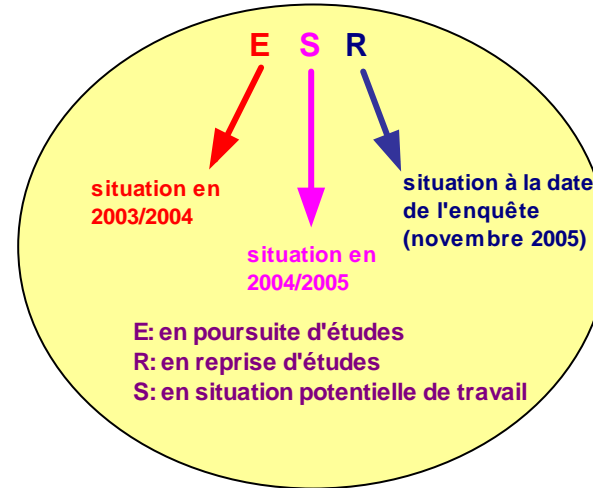 E S R
situation en
2003/2004
situation en
2004/2005
situation à la date
de l'enquête
(novembre 2005)
E: en poursuite d'études
R: en reprise d'études
S: en situation potentielle de travail